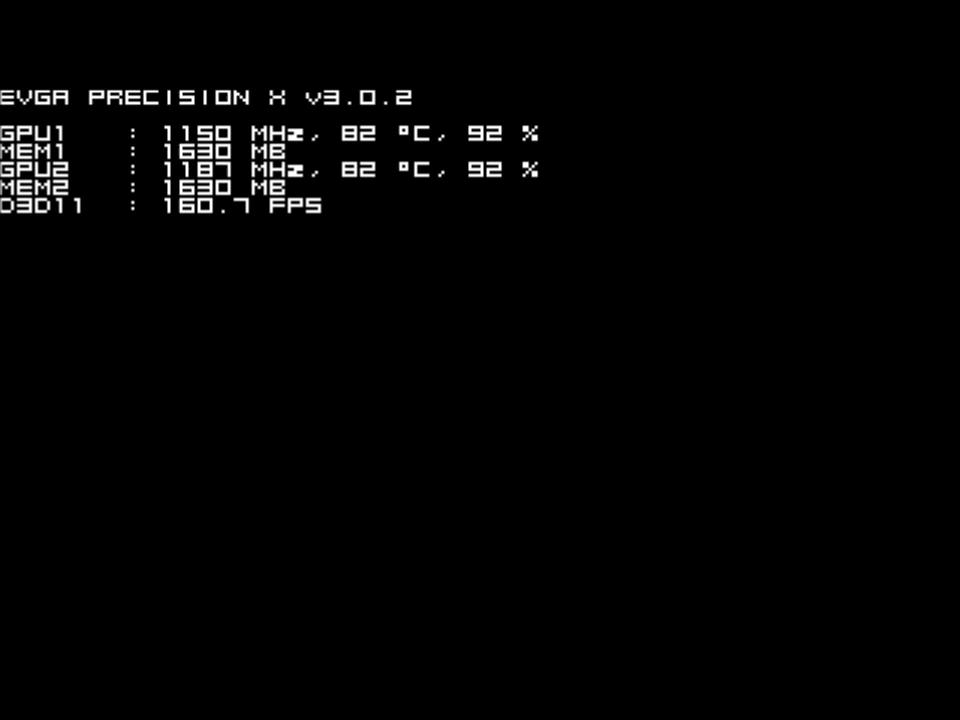 EVGA PRECISION X v3.0.2
GPU1 : 1150 MHz, 82 °C, 92 %
MEM1 : 1630 MB
GPU2 : 1187 MHz, 82 °C, 92 %
MEM2 : 1630 MB
D3D11 : 160.7 FPS